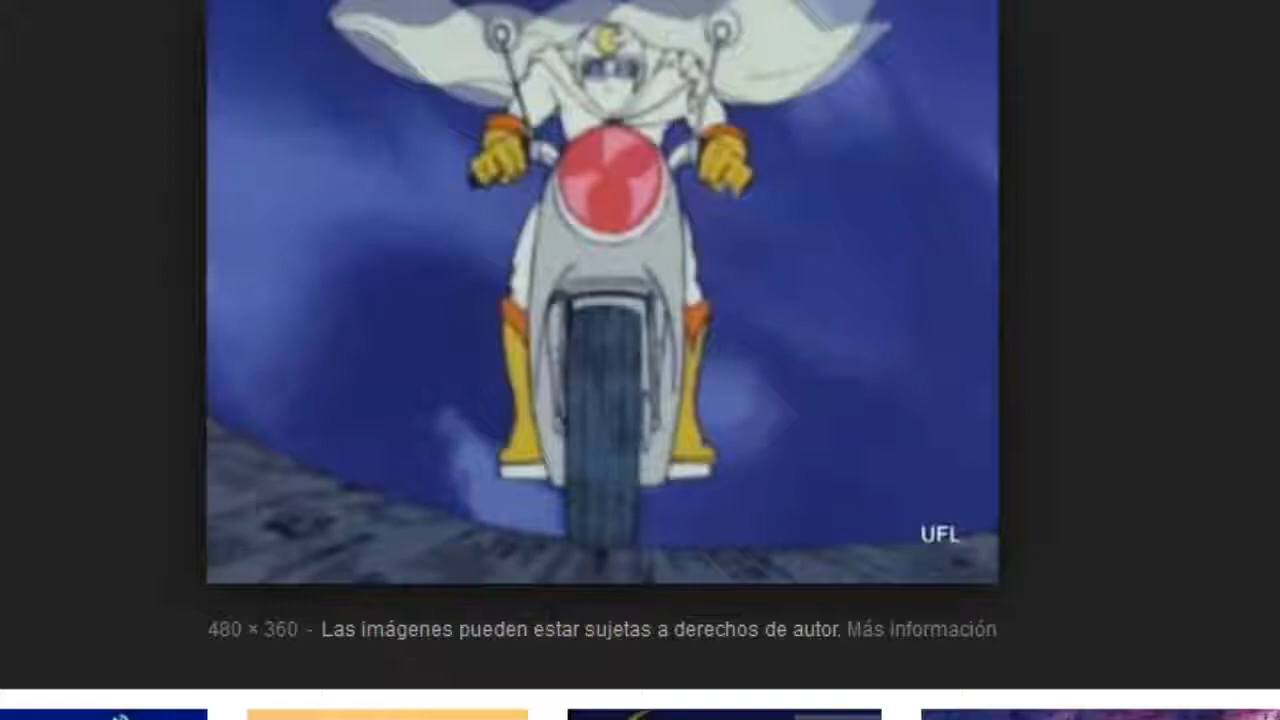 UFL
480 × 360 - Las imágenes pueden estar sujetas a derechos de autor. Más información